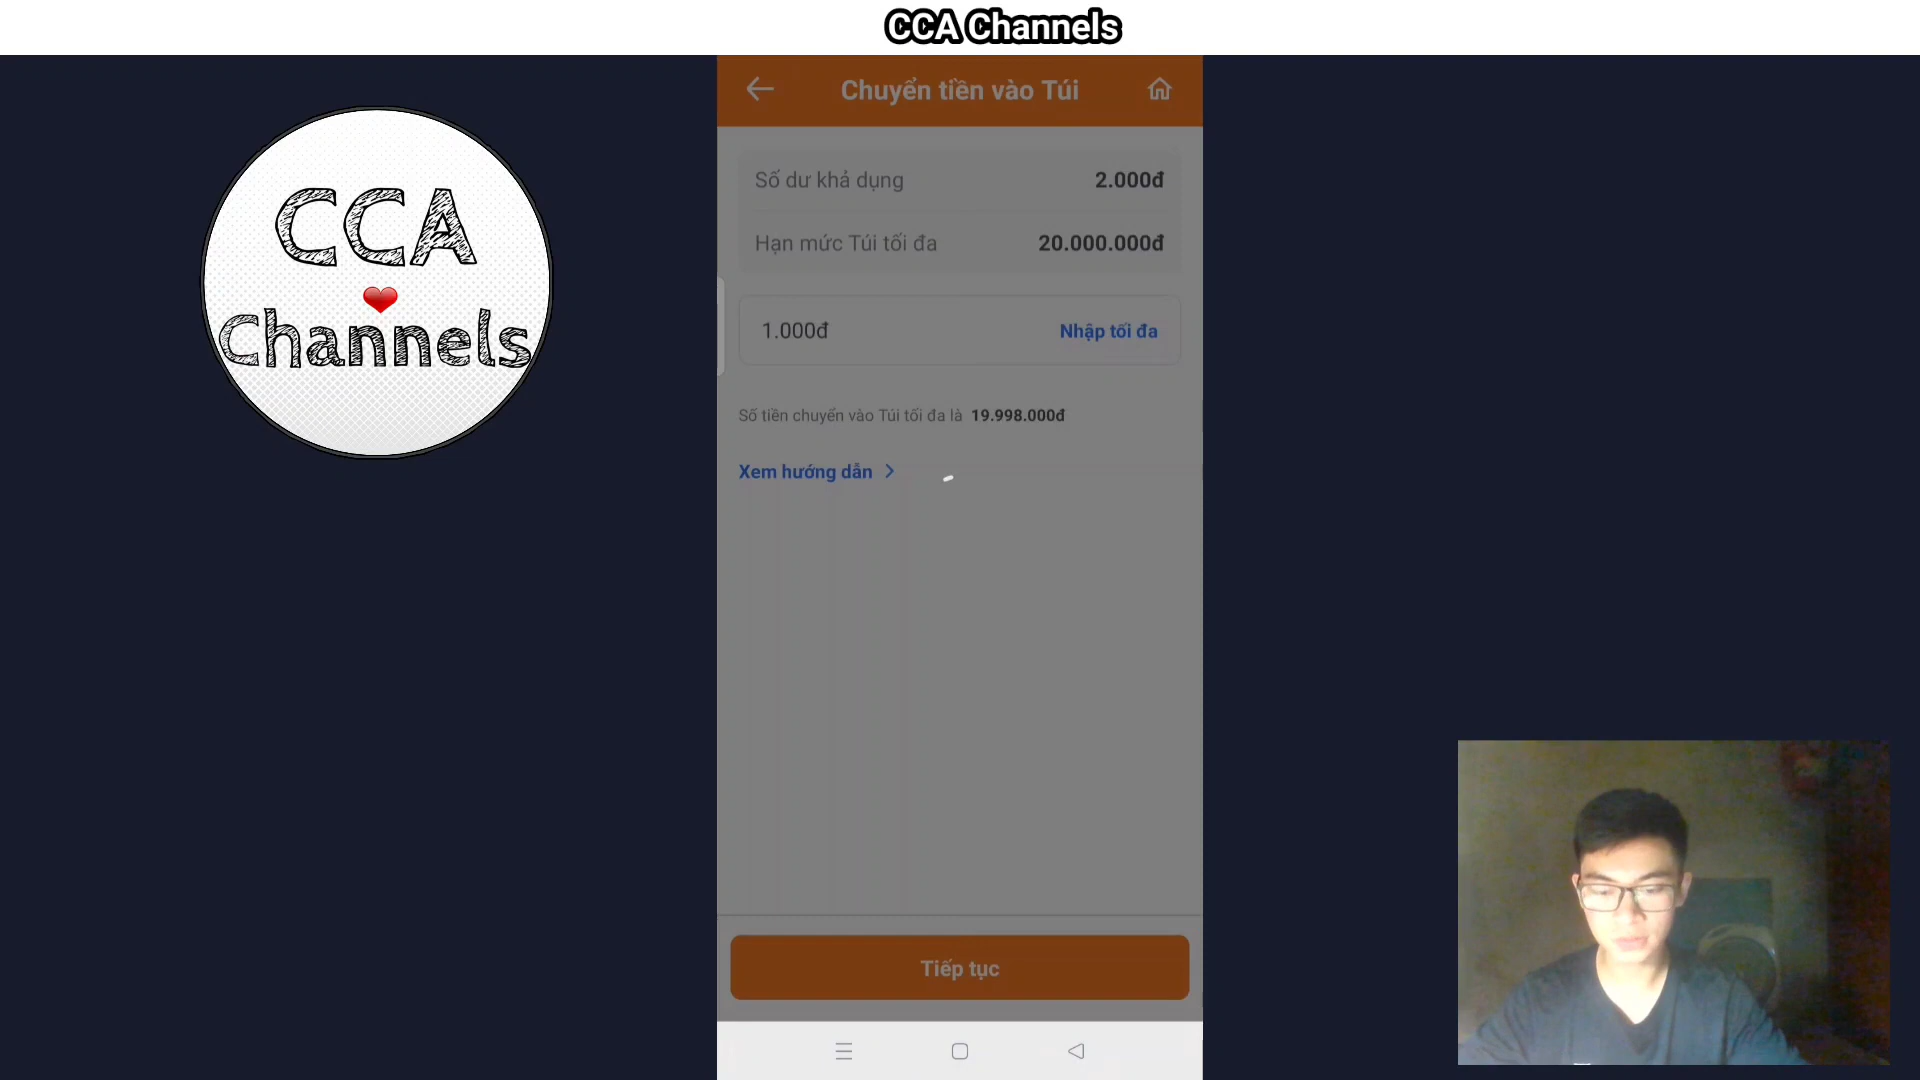 CCA Channels
CCA
Channels
Chuyển tiền vào Túi
Số dư khả dụng 2.000đ
Hạn mức Túi tối đa 20.000.000đ
1.000đ Nhập tối đa
Số tiền chuyển vào Túi tối đa là 19.998.000đ
Xem hướng dẫn
Tiếp tục